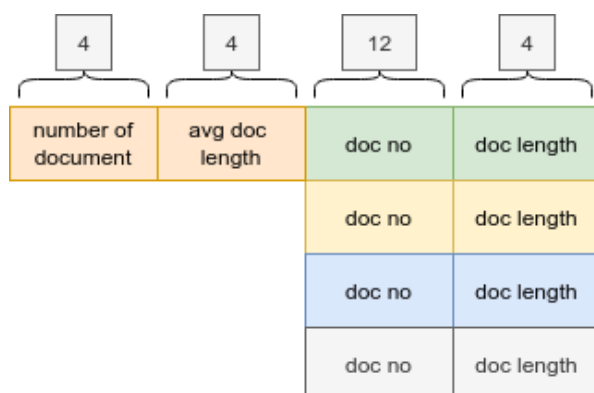 4
4
12
4
number of
document
avg doc
length
doc no
doc length
doc no
doc length
doc no
doc length
doc no
doc length